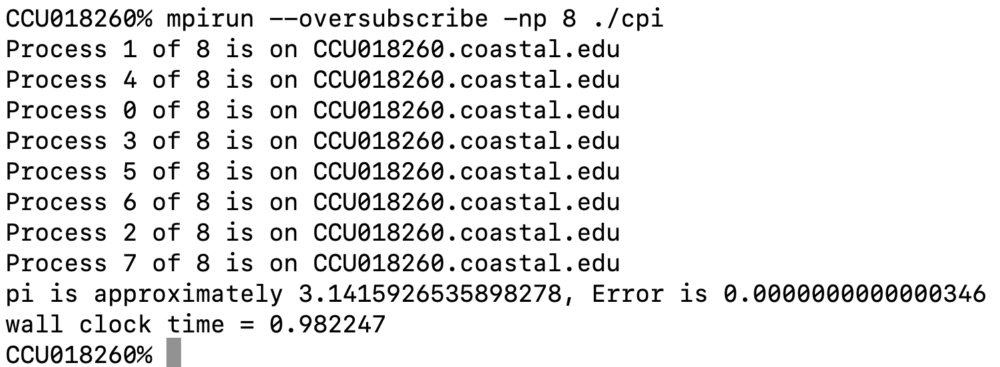 CCU018260% mpirun --oversubscribe -np 8 ./cpi
Process 1 of 8 is on CCU018260.coastal.edu
Process 4 of 8 is on CCU018260.coastal.edu
Process 0 of 8 is on CCU018260.coastal.edu
Process 3 of 8 is on CCU018260.coastal.edu
Process 5 of 8 is on CCU018260.coastal.edu
Process 6 of 8 is on CCU018260.coastal.edu
Process 2 of 8 is on CCU018260.coastal.edu
Process 7 of 8 is on CCU018260.coastal.edu
pi is approximately 3.1415926535898278, Error is 0.0000000000000346
wall clock time = 0.982247
CCU018260%